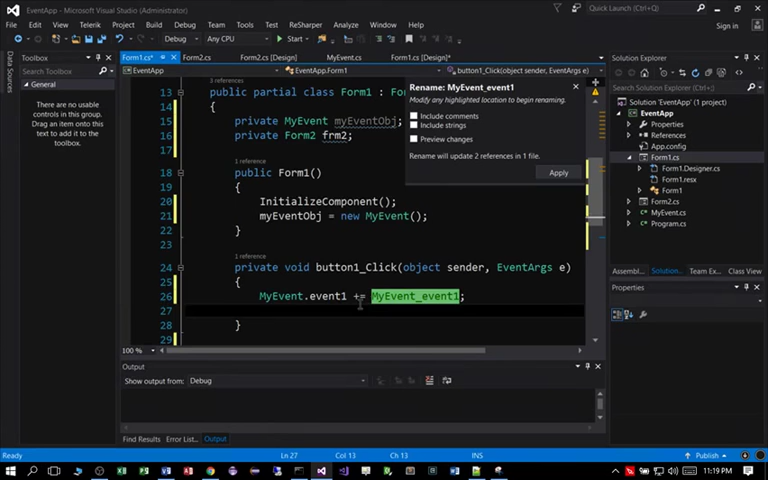 EventApp - Microsoft Visual Studio (Administrator)
Quick Launch (Ctrl+Q)
File Edit View Project Build Debug Team Tools Test ReSharper Analyze Window Help
Sign in
Debug Any CPU Start
Toolbox
Search Toolbox
General
There are no usable controls in this group. Drag an item onto this text to add it to the toolbox.
Data Sources
Form1.cs* Form2.cs Form2.cs [Design] MyEvent.cs Form1.cs [Design]*
EventApp EventApp.Form1 button1_Click(object sender, EventArgs e)
3 references
13 public partial class Form1 : For
14 {
15 private MyEvent myEventObj;
16 private Form2 frm2;
17
1 reference
18 public Form1()
19 {
20 InitializeComponent();
21 myEventObj = new MyEvent();
22 }
23
1 reference
24 private void button1_Click(object sender, EventArgs e)
25 {
26 MyEvent.event1 += MyEvent_event1;
27
28 }
29
Rename: MyEvent_event1
Modify any highlighted location to begin renaming.
Include comments
Include strings
Preview changes
Rename will update 2 references in 1 file.
Apply
100 %
Output
Show output from: Debug
Find Results Error List... Output
Solution Explorer
Search Solution Explorer
Solution 'EventApp' (1 project)
EventApp
Properties
References
App.config
Form1.cs
Form1.Designer.cs
Form1.resx
Form1
Form2.cs
MyEvent.cs
Program.cs
Assembl... Solution... Team Ex... Class View
Properties
Ready Ln 27 Col 13 Ch 13 INS Publish
11:19 PM